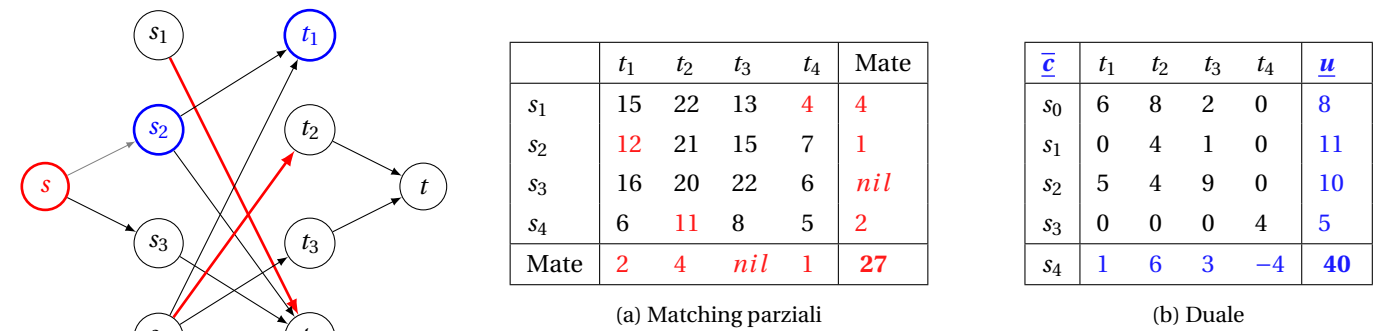 s1 t1
s2 t2
s t
s3 t3
t1 t2 t3 t4 Mate
s1 15 22 13 4 4
s2 12 21 15 7 1
s3 16 20 22 6 nil
s4 6 11 8 5 2
Mate 2 4 nil 1 27
(a) Matching parziali
c̅ t1 t2 t3 t4 u
s0 6 8 2 0 8
s1 0 4 1 0 11
s2 5 4 9 0 10
s3 0 0 0 4 5
s4 1 6 3 −4 40
(b) Duale